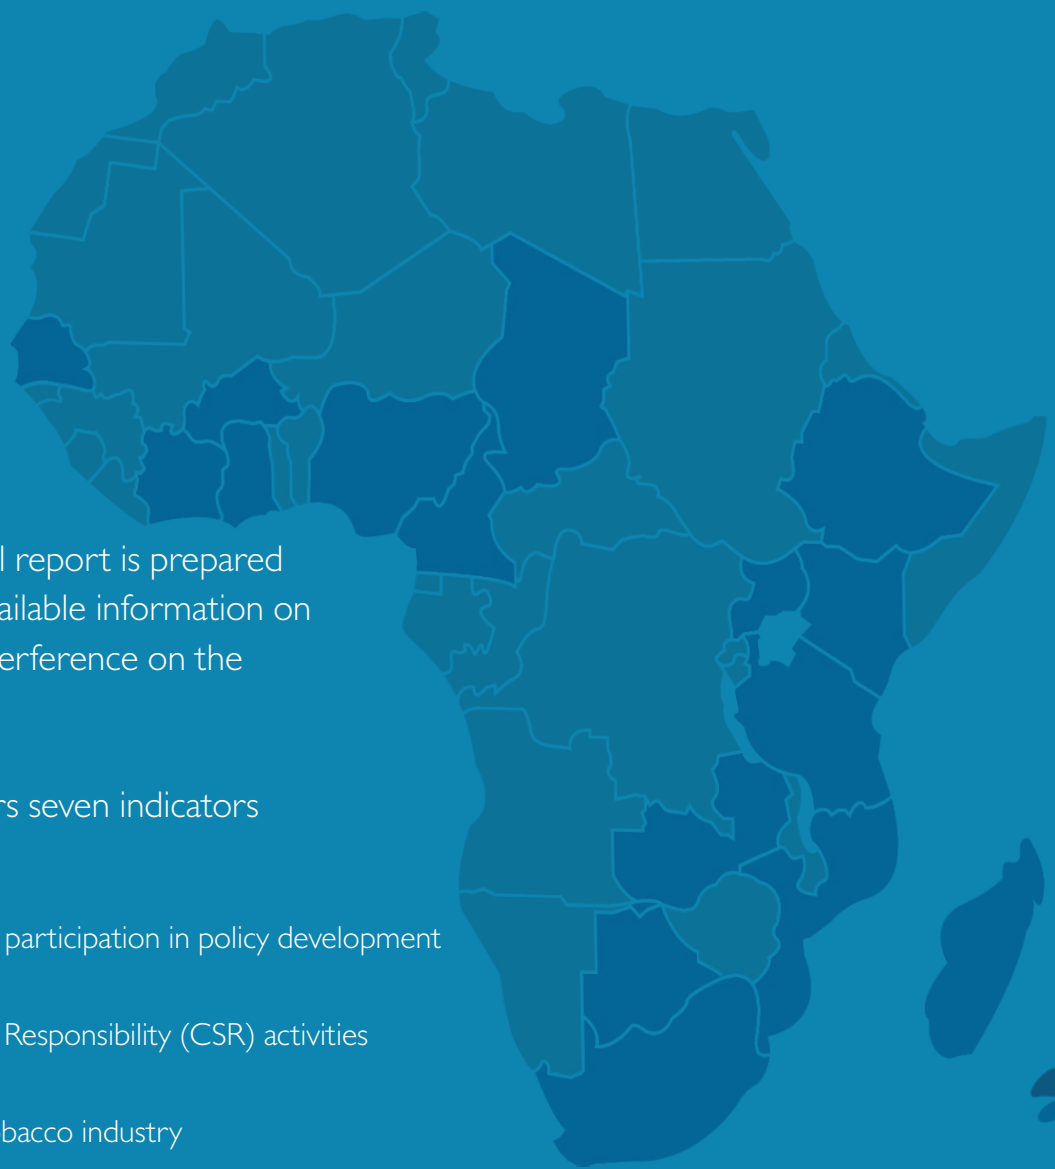 l report is prepared
ailable information on
erference on the
rs seven indicators
participation in policy development
Responsibility (CSR) activities
bacco industry